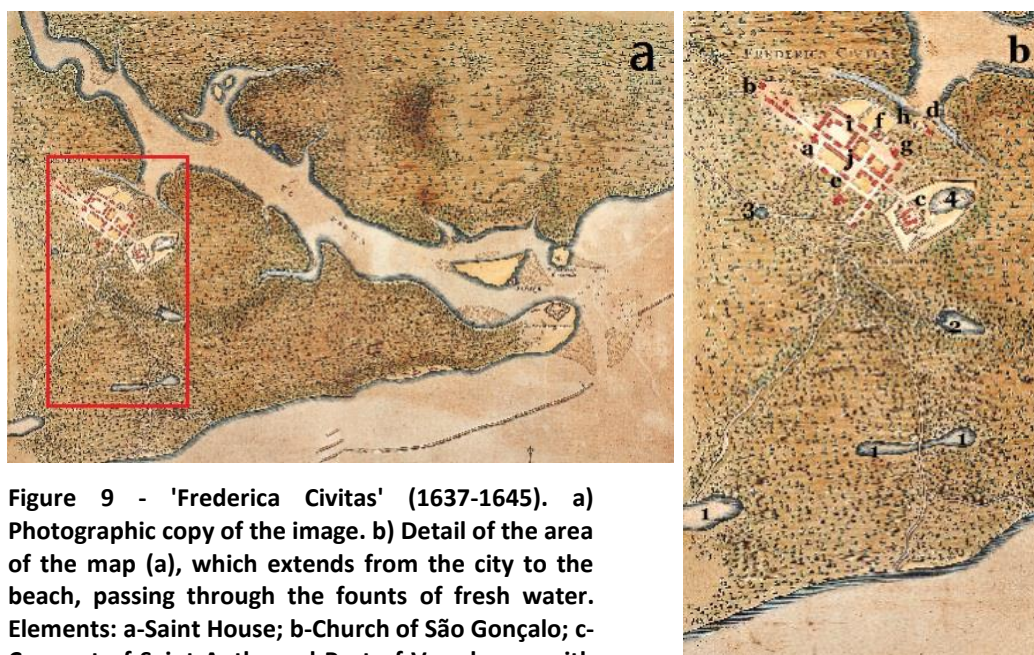 a
b
FREDERICA CIVITAS
b
d
i
f
h
a
j
g
e
c
4
3
2
1
1
1
Figure 9 - 'Frederica Civitas' (1637-1645). a)
Photographic copy of the image. b) Detail of the area
of the map (a), which extends from the city to the
beach, passing through the founts of fresh water.
Elements: a-Saint House; b-Church of São Gonçalo; c-